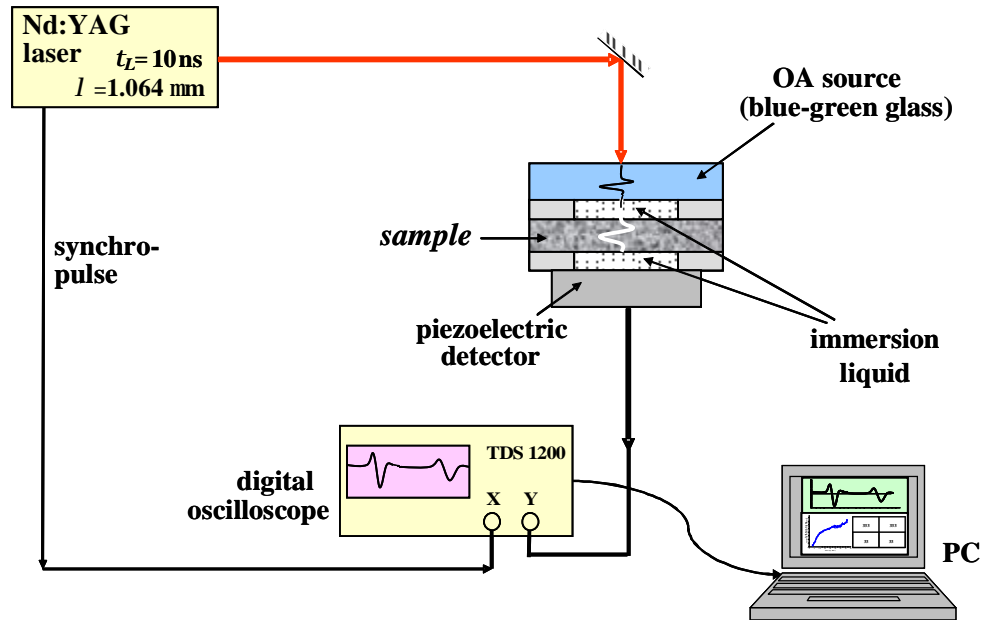 Nd:YAG
laser t_L= 10 ns
l =1.064 mm
OA source
(blue-green glass)
sample
synchro-
pulse
piezoelectric
detector
immersion
liquid
TDS 1200
digital
oscilloscope
X Y
PC